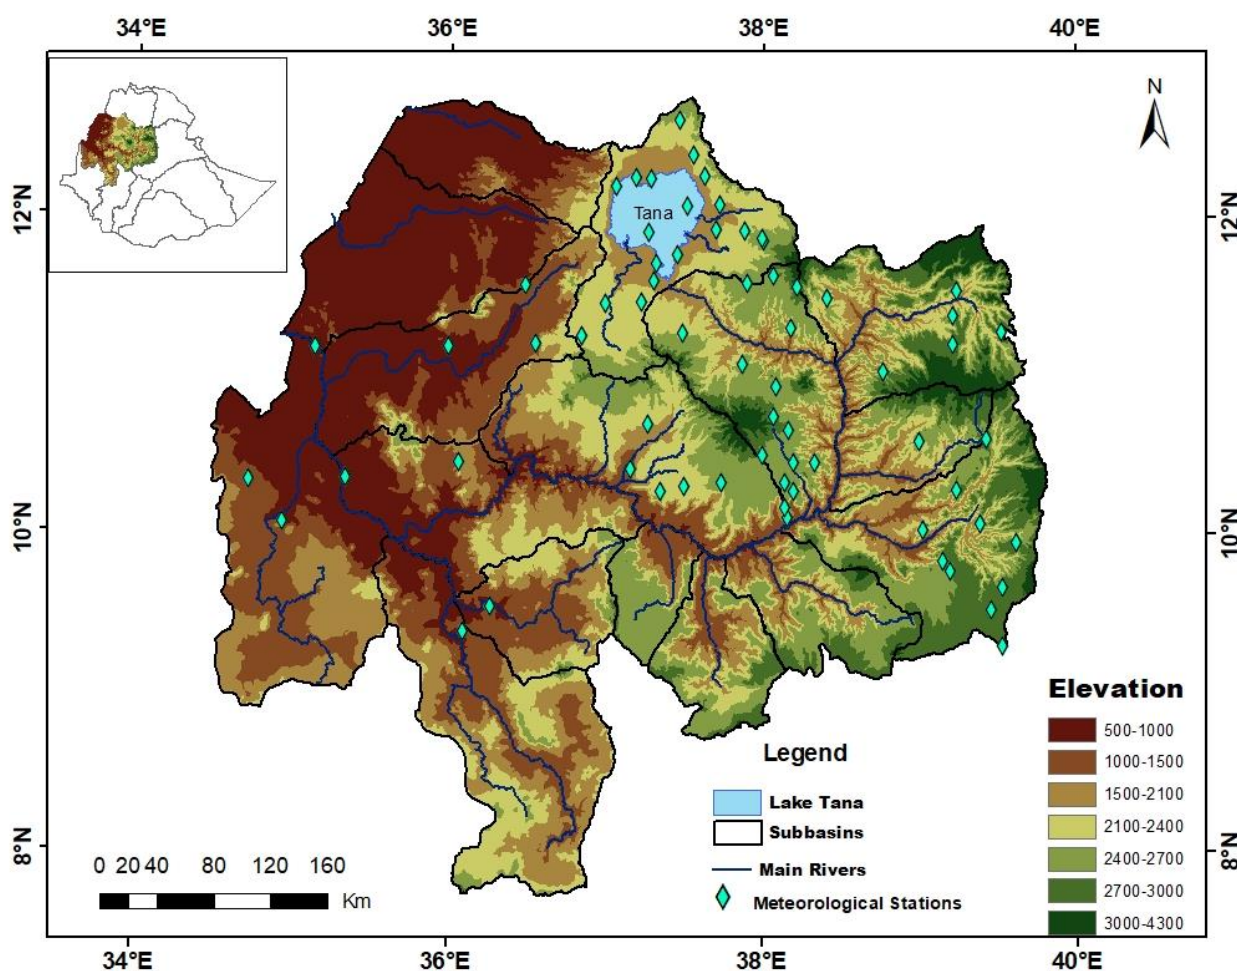 34°E 36°E 38°E 40°E
N
12°N 12°N
Tana
10°N 10°N
Elevation
500-1000
Legend
1000-1500
1500-2100
Lake Tana
2100-2400
Subbasins
8°N 8°N
0 20 40 80 120 160
Km
2400-2700
Main Rivers
2700-3000
Meteorological Stations
3000-4300
34°E 36°E 38°E 40°E